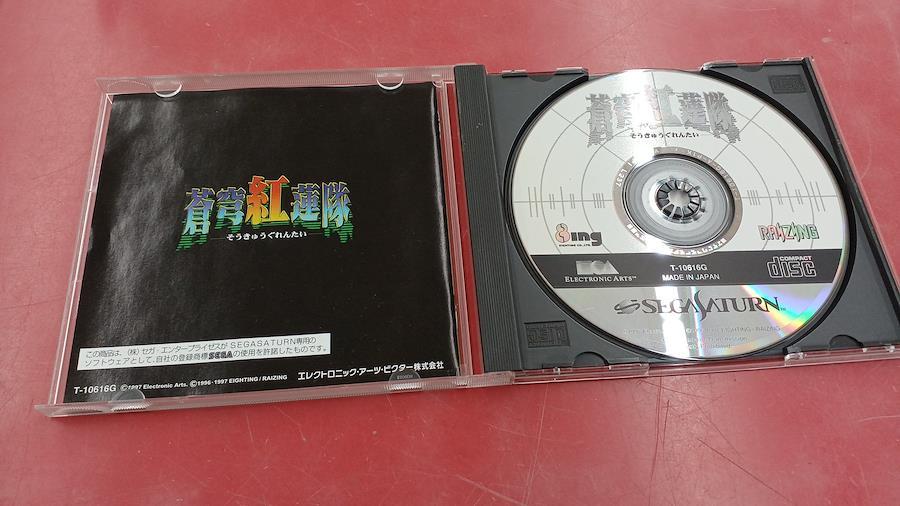 蒼穹紅蓮隊
そうきゅうぐれんたい
この商品は、(株)セガ・エンタープライゼスがSEGASATURN専用の
ソフトウェアとして、自社の登録商標SEGAの使用を許諾したものです。
T-10616G ©1997 Electronic Arts. ©1996-1997 EIGHTING/RAIZING
エレクトロニック・アーツ・ビクター株式会社
蒼穹紅蓮隊
そうきゅうぐれんたい
8ing
EIGHTING CO.,LTD.
RAIZING
ELECTRONIC ARTS™
T-10616G
MADE IN JAPAN
COMPACT
disc
SEGASATURN